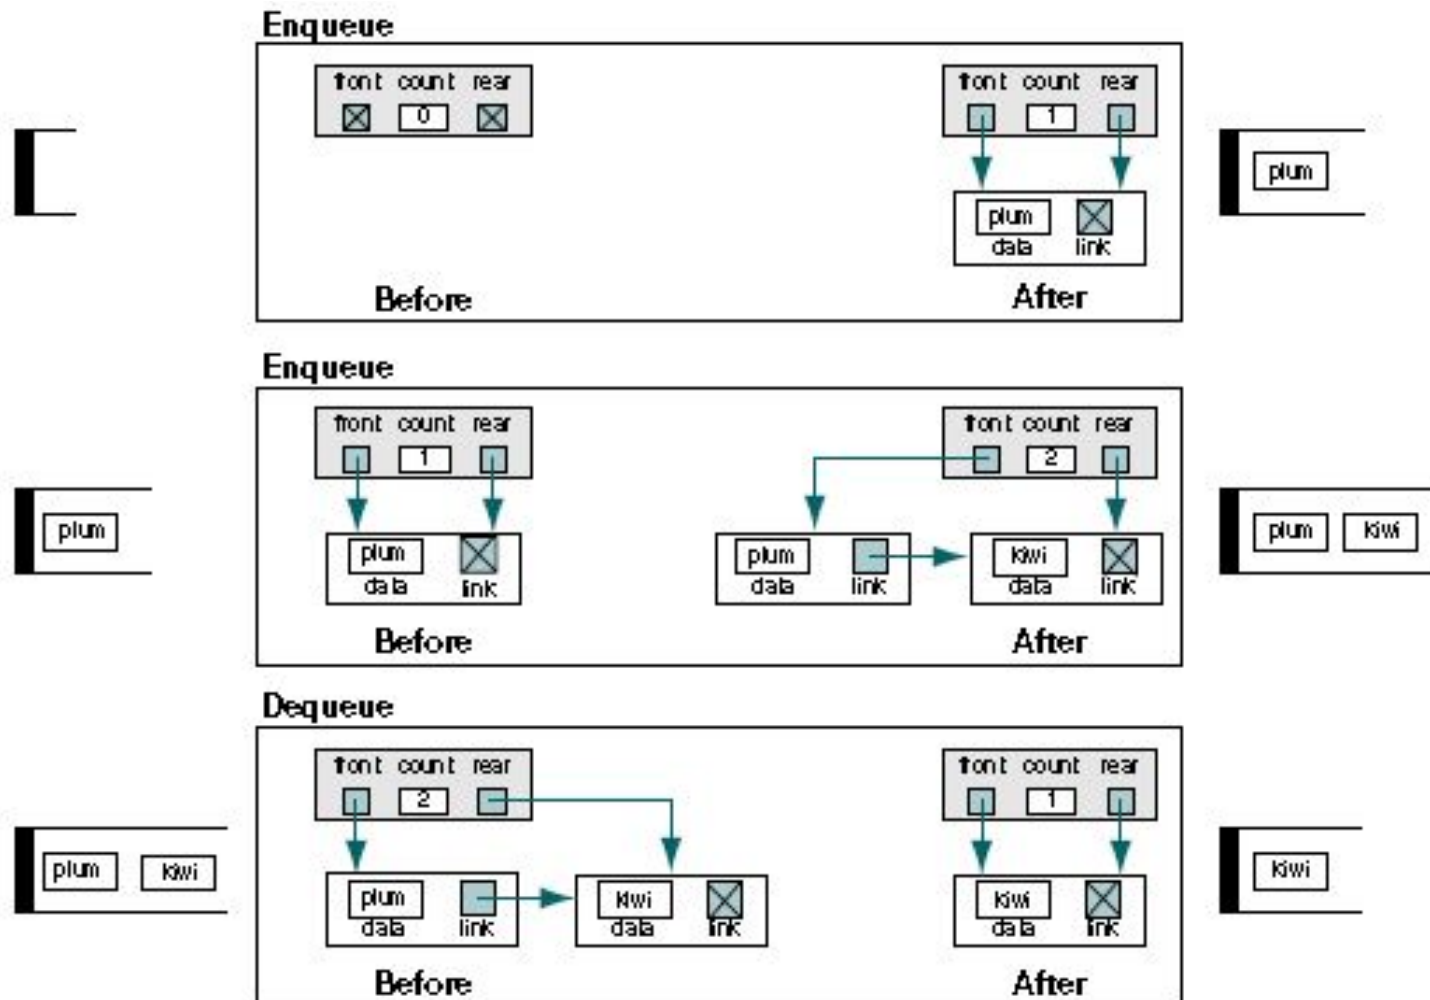 Enqueue
front count rear front count rear
0 1
plum
plum
data link
Before After
Enqueue
front count rear front count rear
1 2
plum plum kiwi
plum plum kiwi
data link data link data link
Before After
Dequeue
front count rear front count rear
2 1
plum kiwi kiwi
plum kiwi kiwi
data link data link data link
Before After